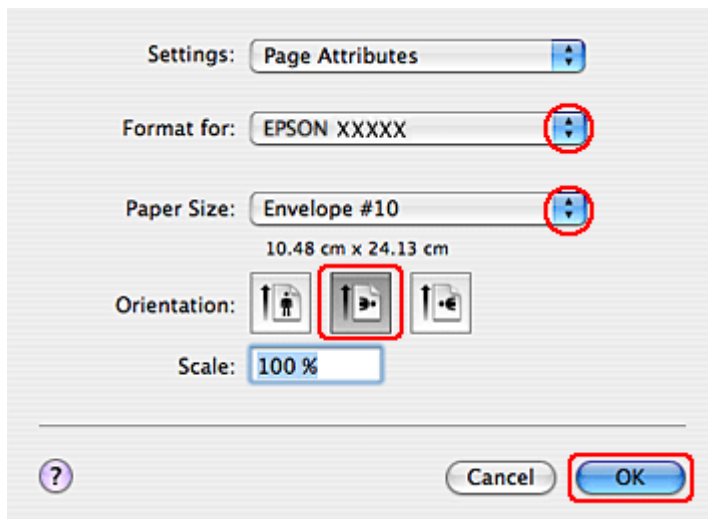 Settings: Page Attributes
Format for: EPSON XXXXX
Paper Size: Envelope #10
10.48 cm x 24.13 cm
Orientation:
Scale: 100 %
? Cancel OK